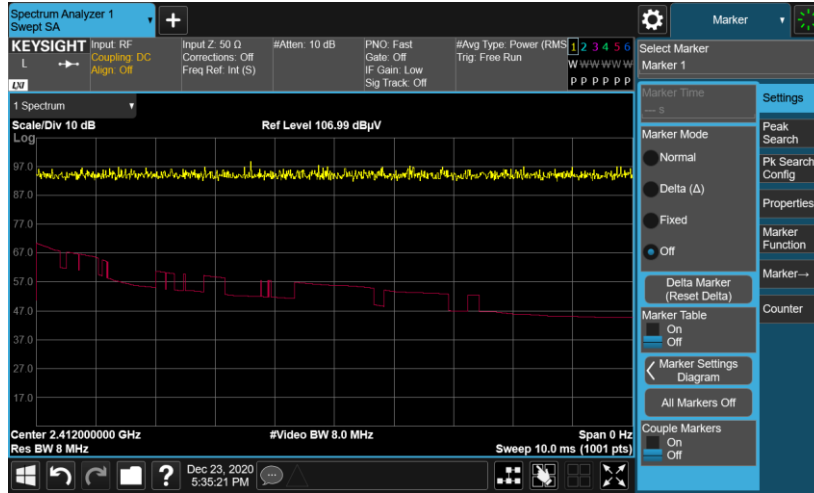 Spectrum Analyzer 1
Swept SA
+
Marker
KEYSIGHT
L
LXI
Input: RF
Coupling: DC
Align: Off
Input Z: 50 Ω
Corrections: Off
Freq Ref: Int (S)
#Atten: 10 dB
PNO: Fast
Gate: Off
IF Gain: Low
Sig Track: Off
#Avg Type: Power (RMS
Trig: Free Run
1 2 3 4 5 6
W W W W W W
P P P P P P
Select Marker
Marker 1
1 Spectrum
Scale/Div 10 dB
Ref Level 106.99 dBµV
Log
97.0
87.0
77.0
67.0
57.0
47.0
37.0
27.0
17.0
Center 2.412000000 GHz
#Video BW 8.0 MHz
Span 0 Hz
Res BW 8 MHz
Sweep 10.0 ms (1001 pts)
Marker Time
--- s
Marker Mode
Normal
Delta (Δ)
Fixed
Off
Delta Marker
(Reset Delta)
Marker Table
On
Off
Marker Settings
Diagram
All Markers Off
Couple Markers
On
Off
Settings
Peak
Search
Pk Search
Config
Properties
Marker
Function
Marker→
Counter
?
Dec 23, 2020
5:35:21 PM